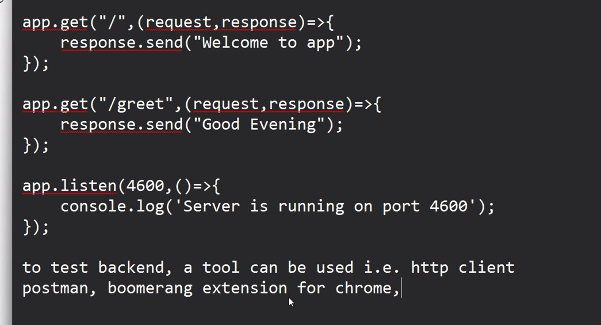 app.get("/",(request,response)=>{
response.send("Welcome to app");
});
app.get("/greet",(request,response)=>{
response.send("Good Evening");
});
app.listen(4600,()=>{
console.log('Server is running on port 4600');
});
to test backend, a tool can be used i.e. http client
postman, boomerang extension for chrome,